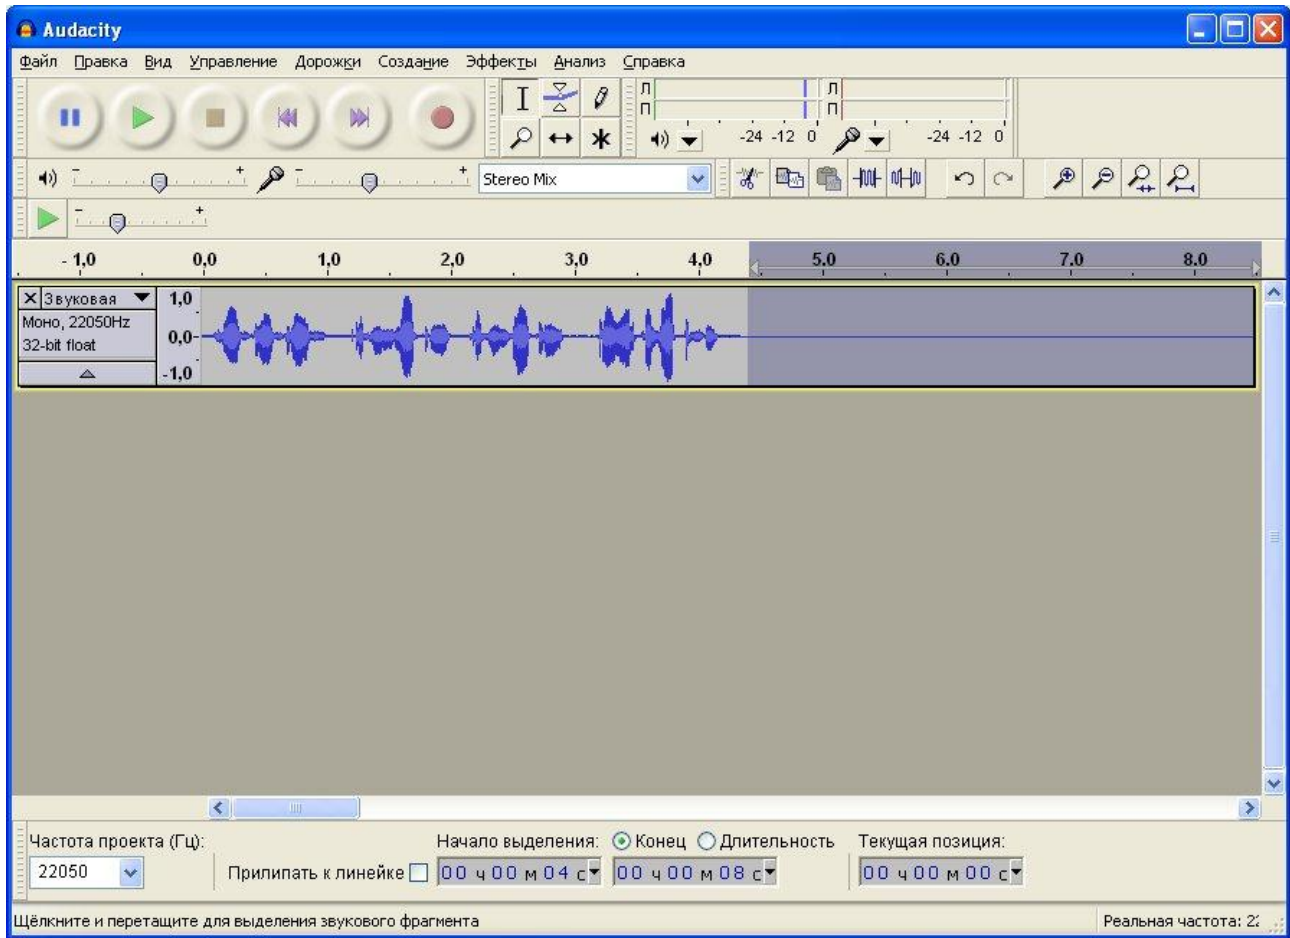 Audacity
Файл Правка Вид Управление Дорожки Создание Эффекты Анализ Справка
Л Л
П П
-24 -12 0 -24 -12 0
- + - + Stereo Mix
- +
- 1,0 0,0 1,0 2,0 3,0 4,0 5,0 6,0 7,0 8,0
X Звуковая 1,0
Моно, 22050Hz
32-bit float 0,0-
-1,0
Частота проекта (Гц): Начало выделения: Конец Длительность Текущая позиция:
22050 Прилипать к линейке 00 ч 00 м 04 с 00 ч 00 м 08 с 00 ч 00 м 00 с
Щёлкните и перетащите для выделения звукового фрагмента Реальная частота: 22